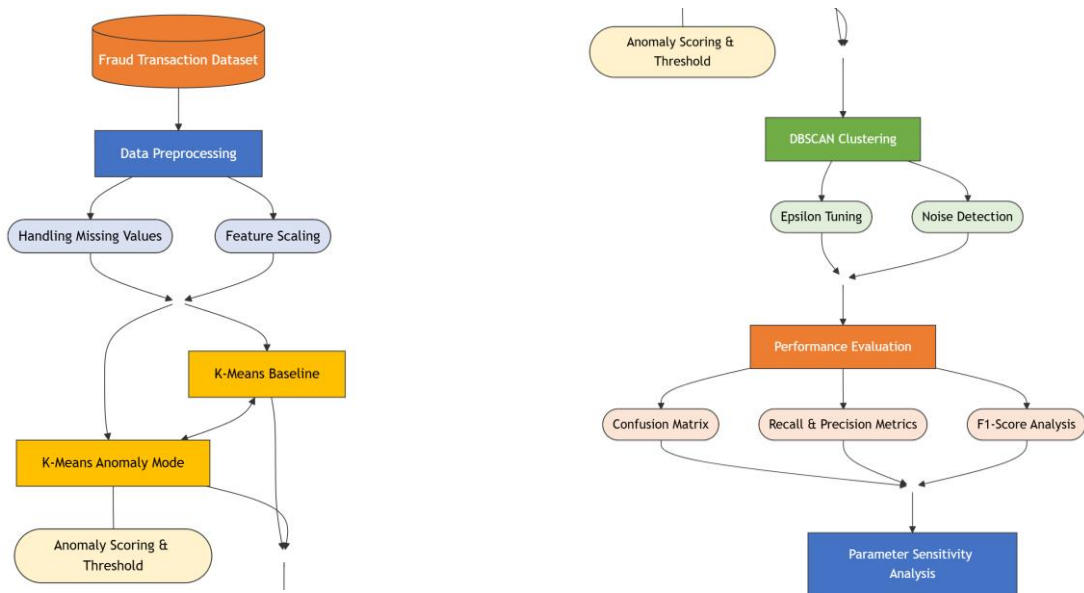 Fraud Transaction Dataset
Data Preprocessing
Handling Missing Values
Feature Scaling
K-Means Baseline
K-Means Anomaly Mode
Anomaly Scoring &
Threshold
Anomaly Scoring &
Threshold
DBSCAN Clustering
Epsilon Tuning
Noise Detection
Performance Evaluation
Confusion Matrix
Recall & Precision Metrics
F1-Score Analysis
Parameter Sensitivity
Analysis